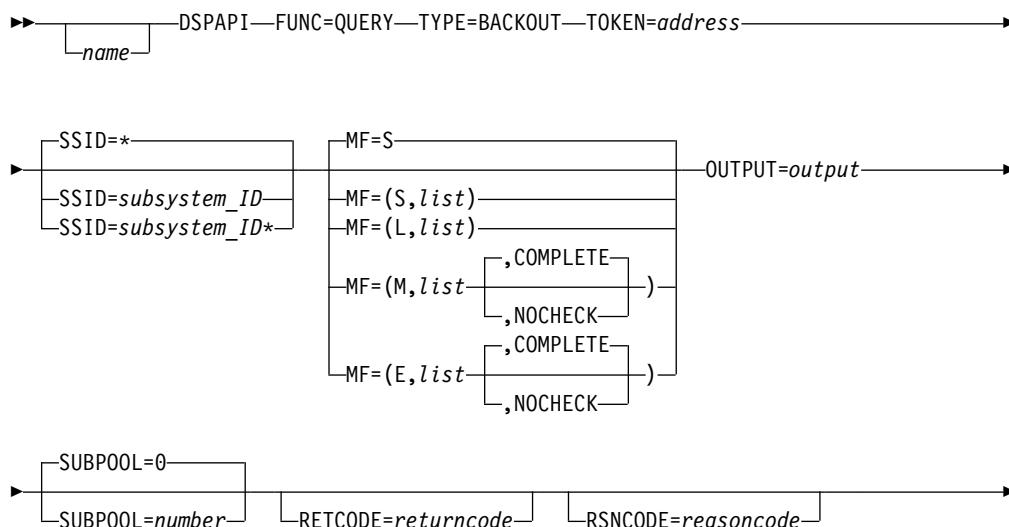 DSPAPI FUNC=QUERY TYPE=BACKOUT TOKEN=address
name
SSID=*
SSID=subsystem_ID
SSID=subsystem_ID*
MF=S
MF=(S,list)
MF=(L,list)
,COMPLETE
MF=(M,list )
,NOCHECK
,COMPLETE
MF=(E,list )
,NOCHECK
OUTPUT=output
SUBPOOL=0
SUBPOOL=number
RETCODE=returncode
RSNCODE=reasoncode